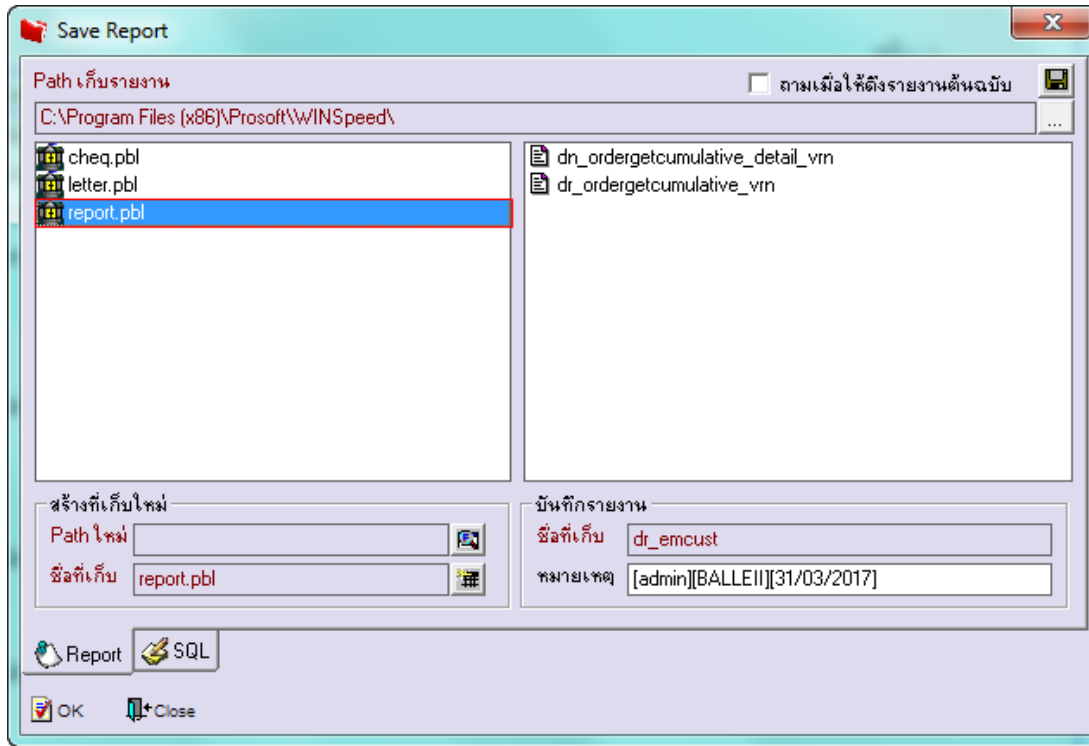 Save Report
Path เก็บรายงาน
ถามเมื่อให้ดึงรายงานต้นฉบับ
C:\Program Files (x86)\Prosoft\WINSpeed\
...
cheq.pbl
letter.pbl
report.pbl
dn_ordergetcumulative_detail_vrn
dr_ordergetcumulative_vrn
สร้างที่เก็บใหม่
Path ใหม่
ชื่อที่เก็บ report.pbl
บันทึกรายงาน
ชื่อที่เก็บ dr_emcust
หมายเหตุ [admin][BALLEII][31/03/2017]
Report SQL
OK Close